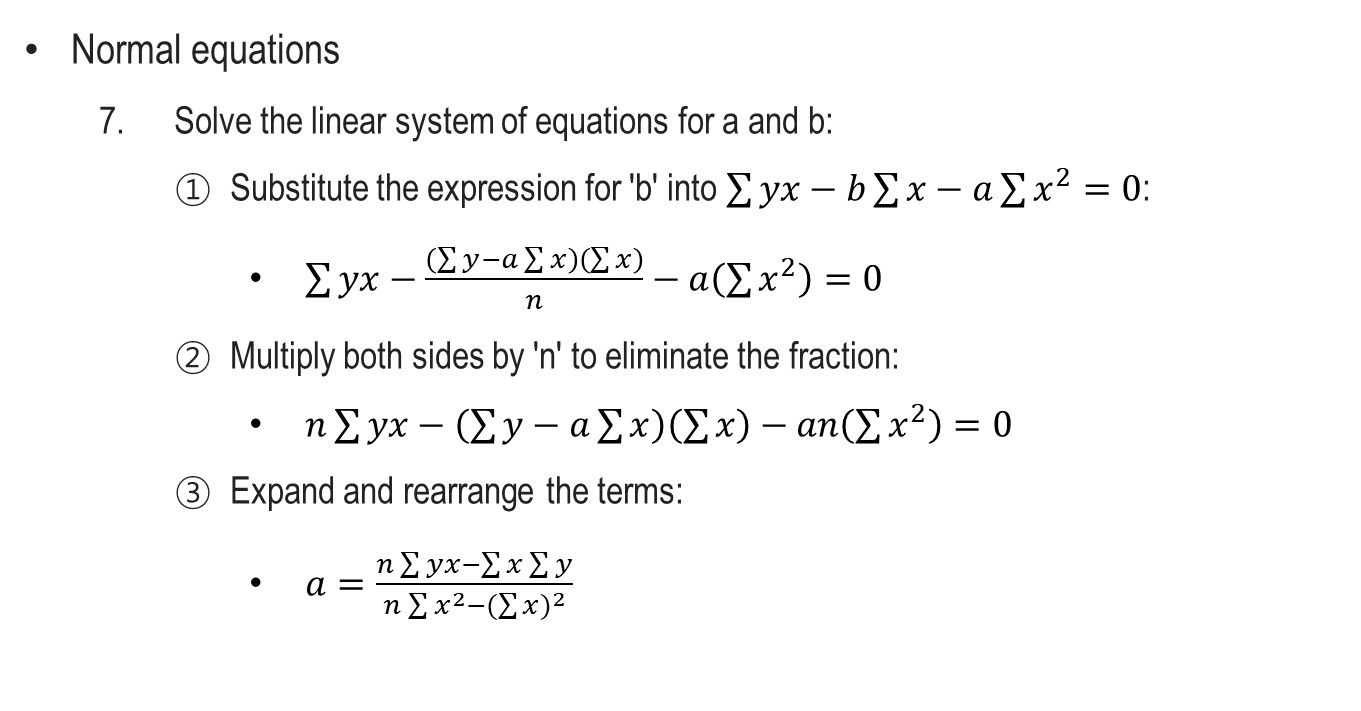 • Normal equations
7. Solve the linear system of equations for a and b:
① Substitute the expression for 'b' into ∑ yx − b ∑ x − a ∑ x² = 0:
• ∑ yx − (∑ y−a ∑ x)(∑ x)/n − a(∑ x²) = 0
② Multiply both sides by 'n' to eliminate the fraction:
• n ∑ yx − (∑ y − a ∑ x)(∑ x) − an(∑ x²) = 0
③ Expand and rearrange the terms:
• a = n ∑ yx−∑ x ∑ y / n ∑ x²−(∑ x)²